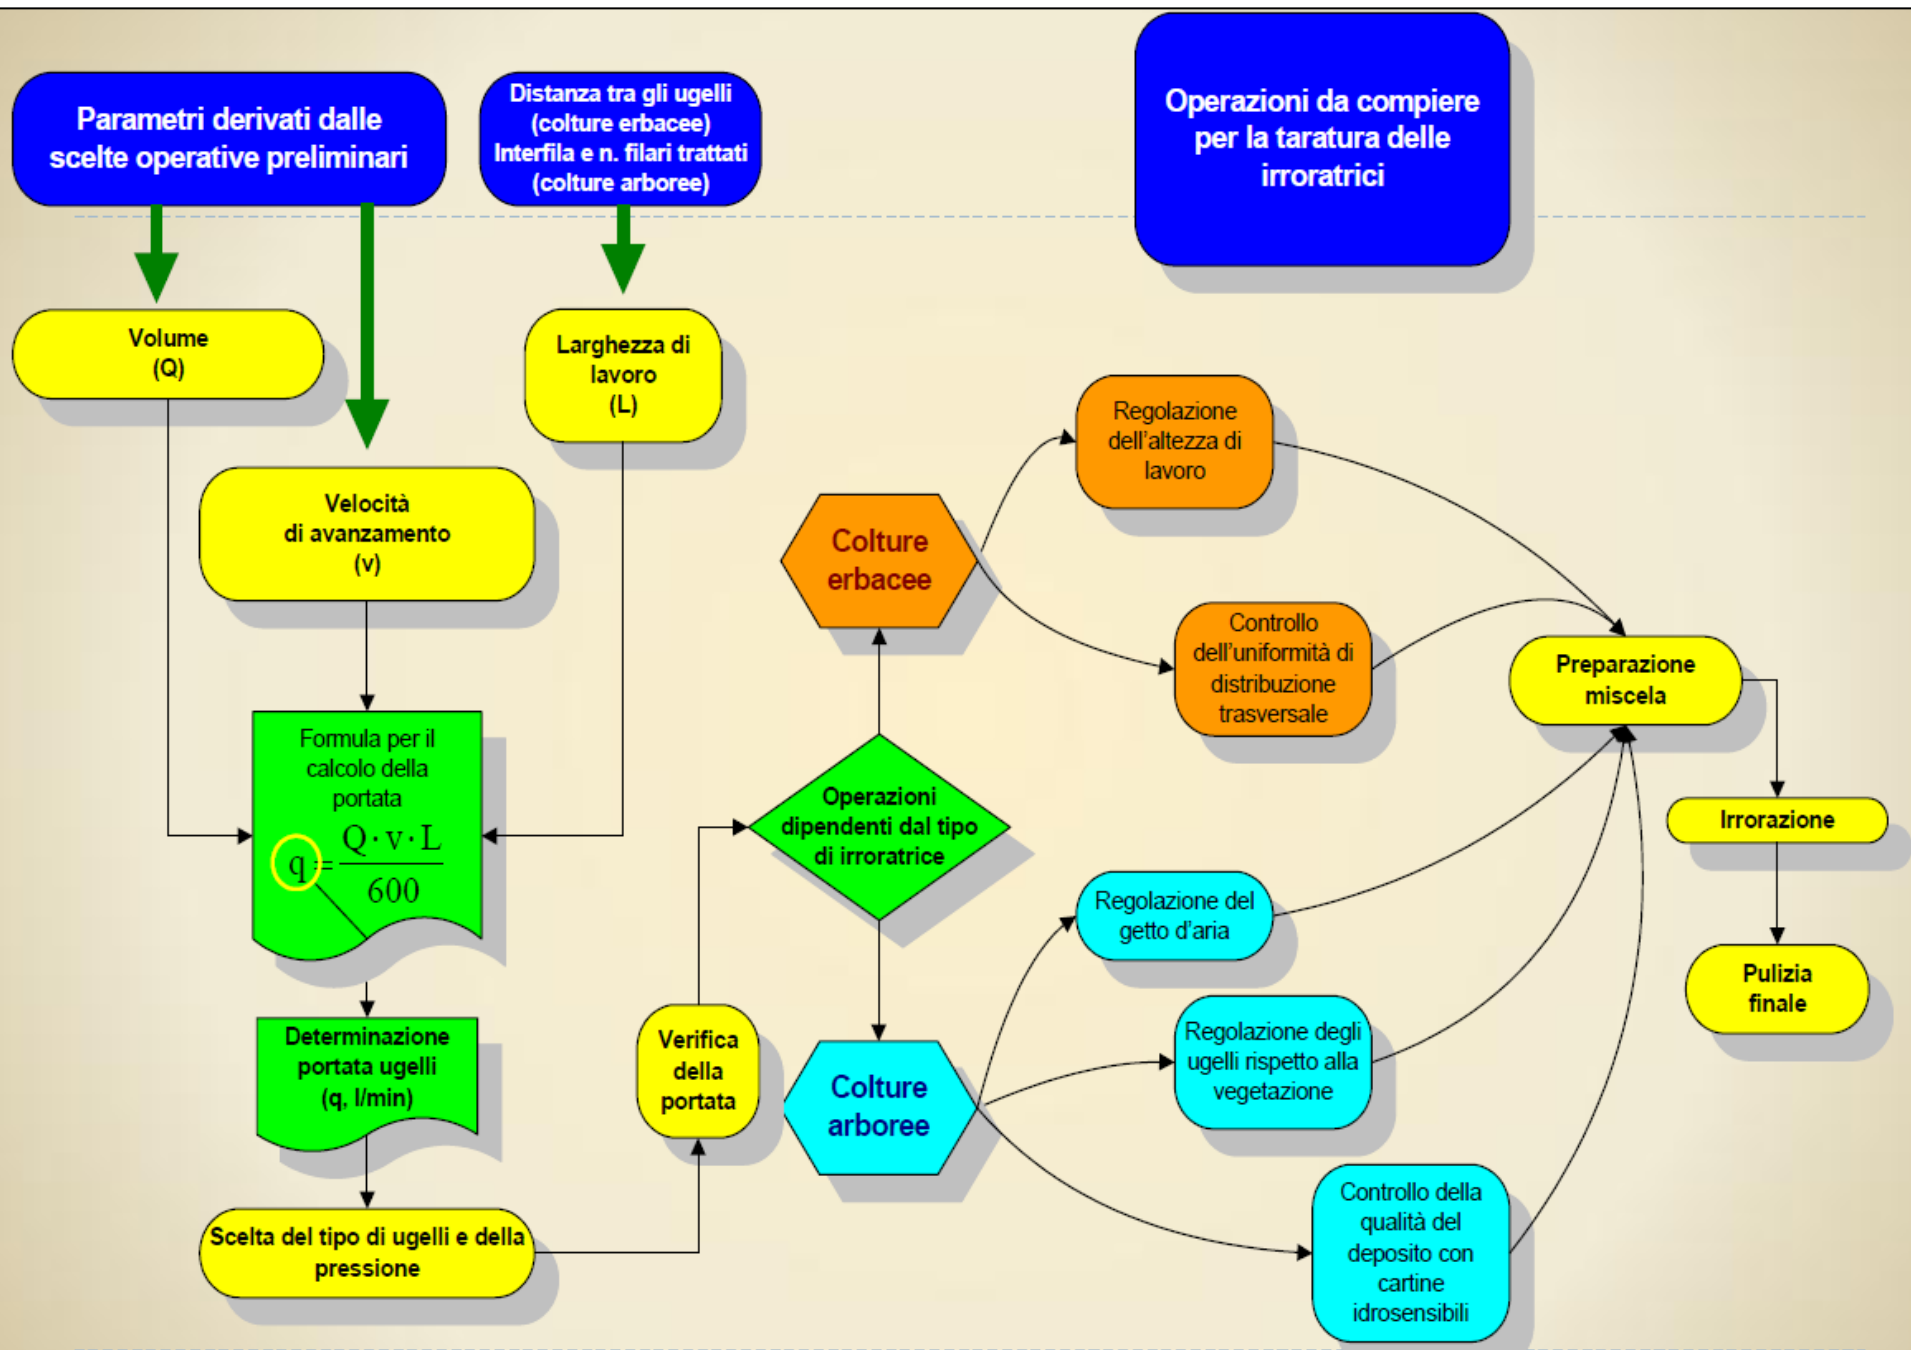 Parametri derivati dalle
scelte operative preliminari
Distanza tra gli ugelli
(colture erbacee)
Interfila e n. filari trattati
(colture arboree)
Operazioni da compiere
per la taratura delle
irroratrici
Volume
(Q)
Larghezza di
lavoro
(L)
Velocità
di avanzamento
(v)
Formula per il
calcolo della
portata
q = Q · v · L
600
Determinazione
portata ugelli
(q, l/min)
Scelta del tipo di ugelli e della
pressione
Verifica
della
portata
Operazioni
dipendenti dal tipo
di irroratrice
Colture
erbacee
Regolazione
dell'altezza di
lavoro
Controllo
dell'uniformità di
distribuzione
trasversale
Colture
arboree
Regolazione del
getto d'aria
Regolazione degli
ugelli rispetto alla
vegetazione
Controllo della
qualità del
deposito con
cartine
idrosensibili
Preparazione
miscela
Irrorazione
Pulizia
finale